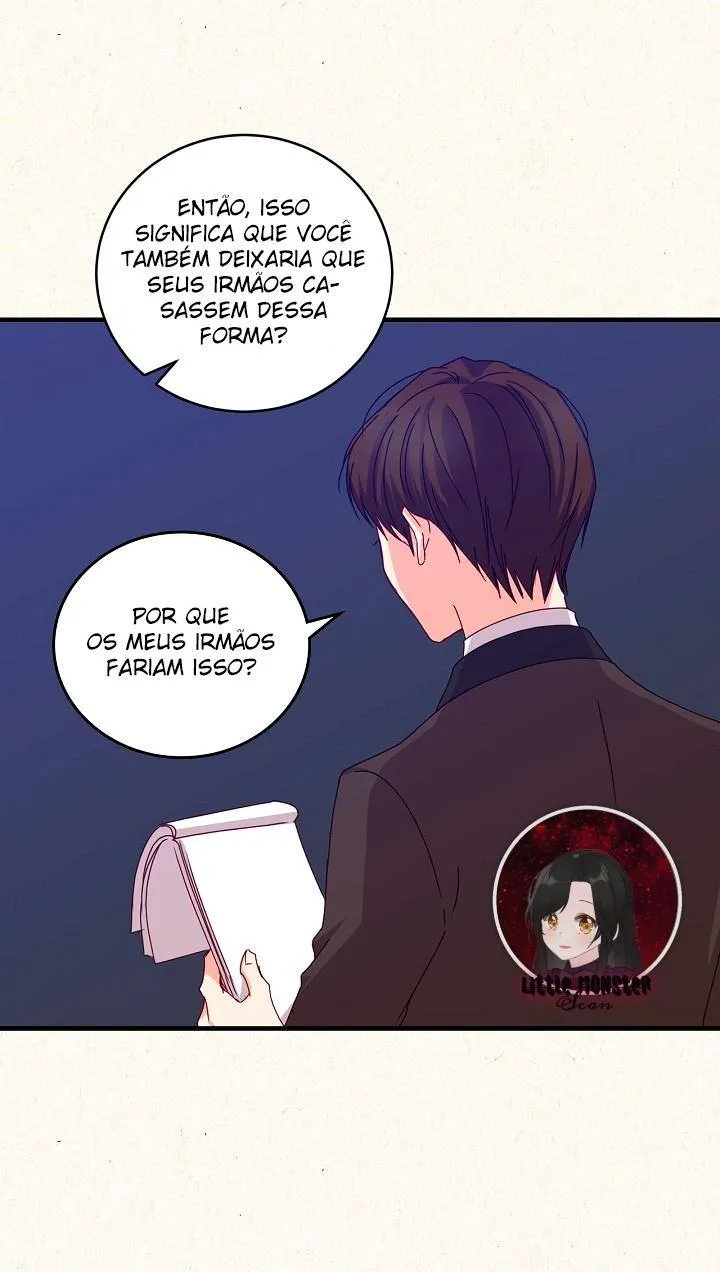 ENTÃO, ISSO
SIGNIFICA QUE VOCÊ
TAMBÉM DEIXARIA QUE
SEUS IRMÃOS CA-
SASSEM DESSA
FORMA?
POR QUE
OS MEUS IRMÃOS
FARIAM ISSO?
LITTLE MONSTER
Scan